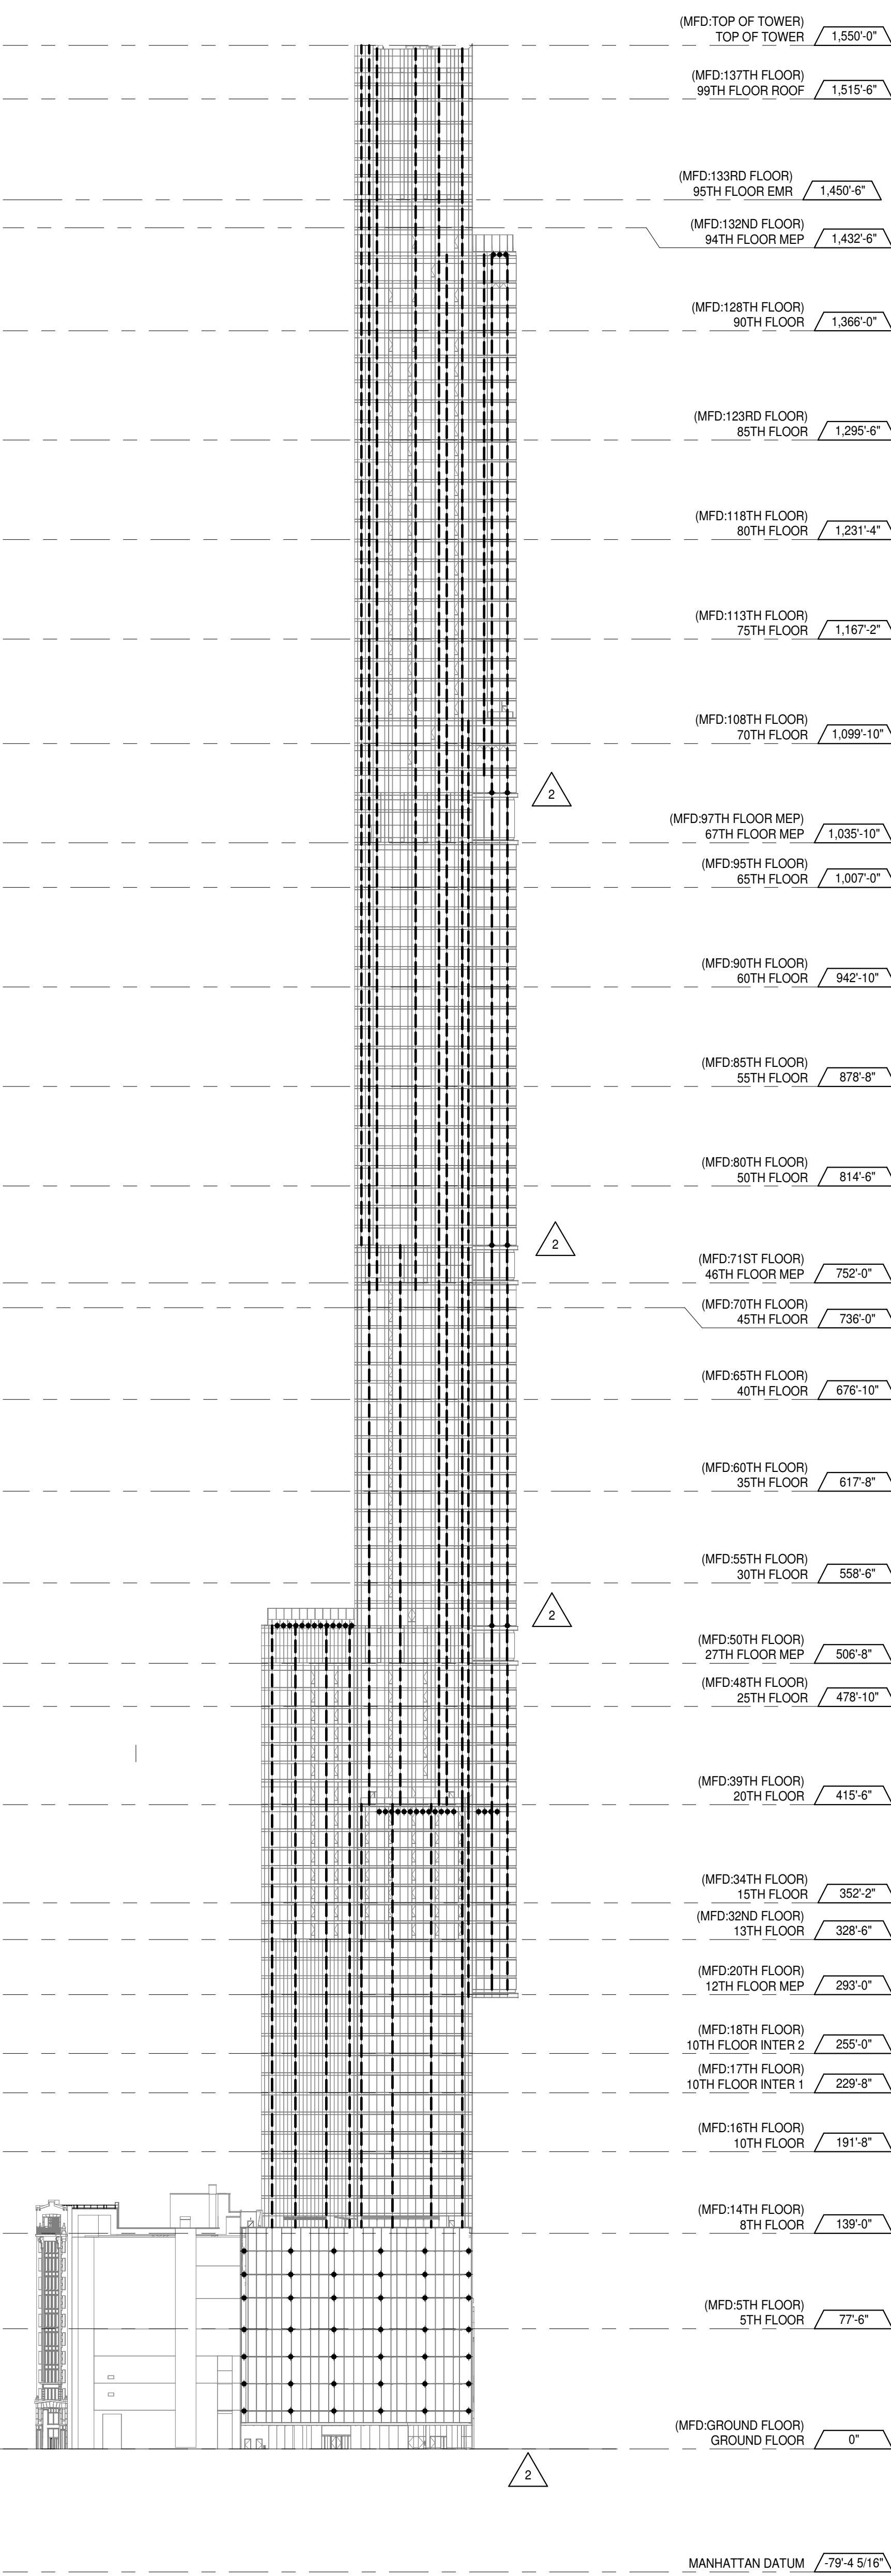 (MFD:TOP OF TOWER)
TOP OF TOWER 1,550'-0"
(MFD:137TH FLOOR)
99TH FLOOR ROOF 1,515'-6"
(MFD:133RD FLOOR)
95TH FLOOR EMR 1,450'-6"
(MFD:132ND FLOOR)
94TH FLOOR MEP 1,432'-6"
(MFD:128TH FLOOR)
90TH FLOOR 1,366'-0"
(MFD:123RD FLOOR)
85TH FLOOR 1,295'-6"
(MFD:118TH FLOOR)
80TH FLOOR 1,231'-4"
(MFD:113TH FLOOR)
75TH FLOOR 1,167'-2"
(MFD:108TH FLOOR)
70TH FLOOR 1,099'-10"
2
(MFD:97TH FLOOR MEP)
67TH FLOOR MEP 1,035'-10"
(MFD:95TH FLOOR)
65TH FLOOR 1,007'-0"
(MFD:90TH FLOOR)
60TH FLOOR 942'-10"
(MFD:85TH FLOOR)
55TH FLOOR 878'-8"
(MFD:80TH FLOOR)
50TH FLOOR 814'-6"
2
(MFD:71ST FLOOR)
46TH FLOOR MEP 752'-0"
(MFD:70TH FLOOR)
45TH FLOOR 736'-0"
(MFD:65TH FLOOR)
40TH FLOOR 676'-10"
(MFD:60TH FLOOR)
35TH FLOOR 617'-8"
(MFD:55TH FLOOR)
30TH FLOOR 558'-6"
2
(MFD:50TH FLOOR)
27TH FLOOR MEP 506'-8"
(MFD:48TH FLOOR)
25TH FLOOR 478'-10"
(MFD:39TH FLOOR)
20TH FLOOR 415'-6"
(MFD:34TH FLOOR)
15TH FLOOR 352'-2"
(MFD:32ND FLOOR)
13TH FLOOR 328'-6"
(MFD:20TH FLOOR)
12TH FLOOR MEP 293'-0"
(MFD:18TH FLOOR)
10TH FLOOR INTER 2 255'-0"
(MFD:17TH FLOOR)
10TH FLOOR INTER 1 229'-8"
(MFD:16TH FLOOR)
10TH FLOOR 191'-8"
(MFD:14TH FLOOR)
8TH FLOOR 139'-0"
(MFD:5TH FLOOR)
5TH FLOOR 77'-6"
(MFD:GROUND FLOOR)
GROUND FLOOR 0"
2
MANHATTAN DATUM -79'-4 5/16"